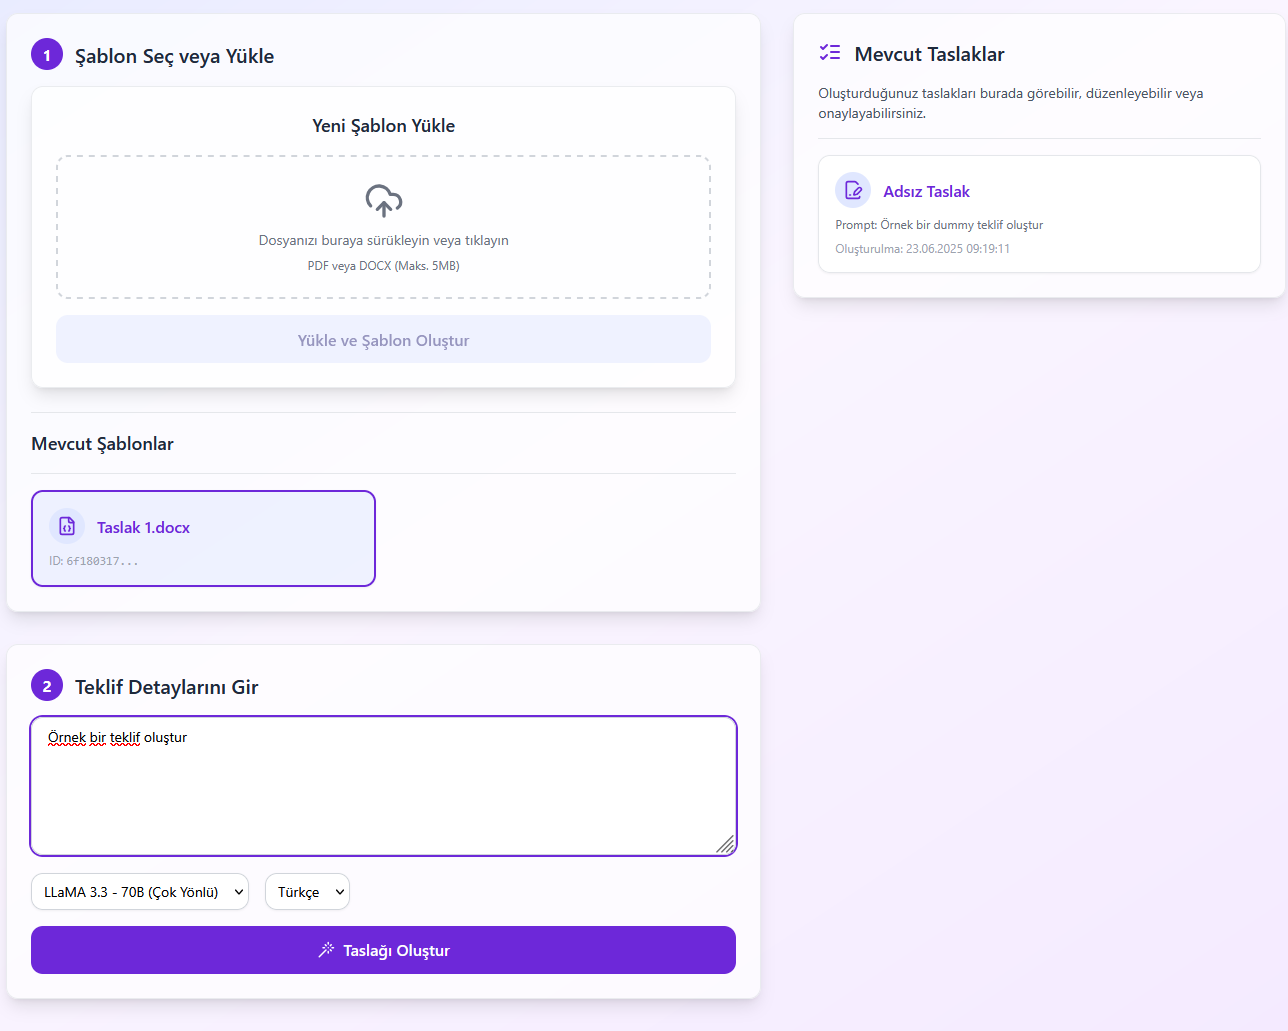 1 Şablon Seç veya Yükle
Yeni Şablon Yükle
Dosyanızı buraya sürükleyin veya tıklayın
PDF veya DOCX (Maks. 5MB)
Yükle ve Şablon Oluştur
Mevcut Şablonlar
Taslak 1.docx
ID: 6f180317...
2 Teklif Detaylarını Gir
Örnek bir teklif oluştur
LLaMA 3.3 - 70B (Çok Yönlü) Türkçe
Taslağı Oluştur
Mevcut Taslaklar
Oluşturduğunuz taslakları burada görebilir, düzenleyebilir veya
onaylayabilirsiniz.
Adsız Taslak
Prompt: Örnek bir dummy teklif oluştur
Oluşturulma: 23.06.2025 09:19:11